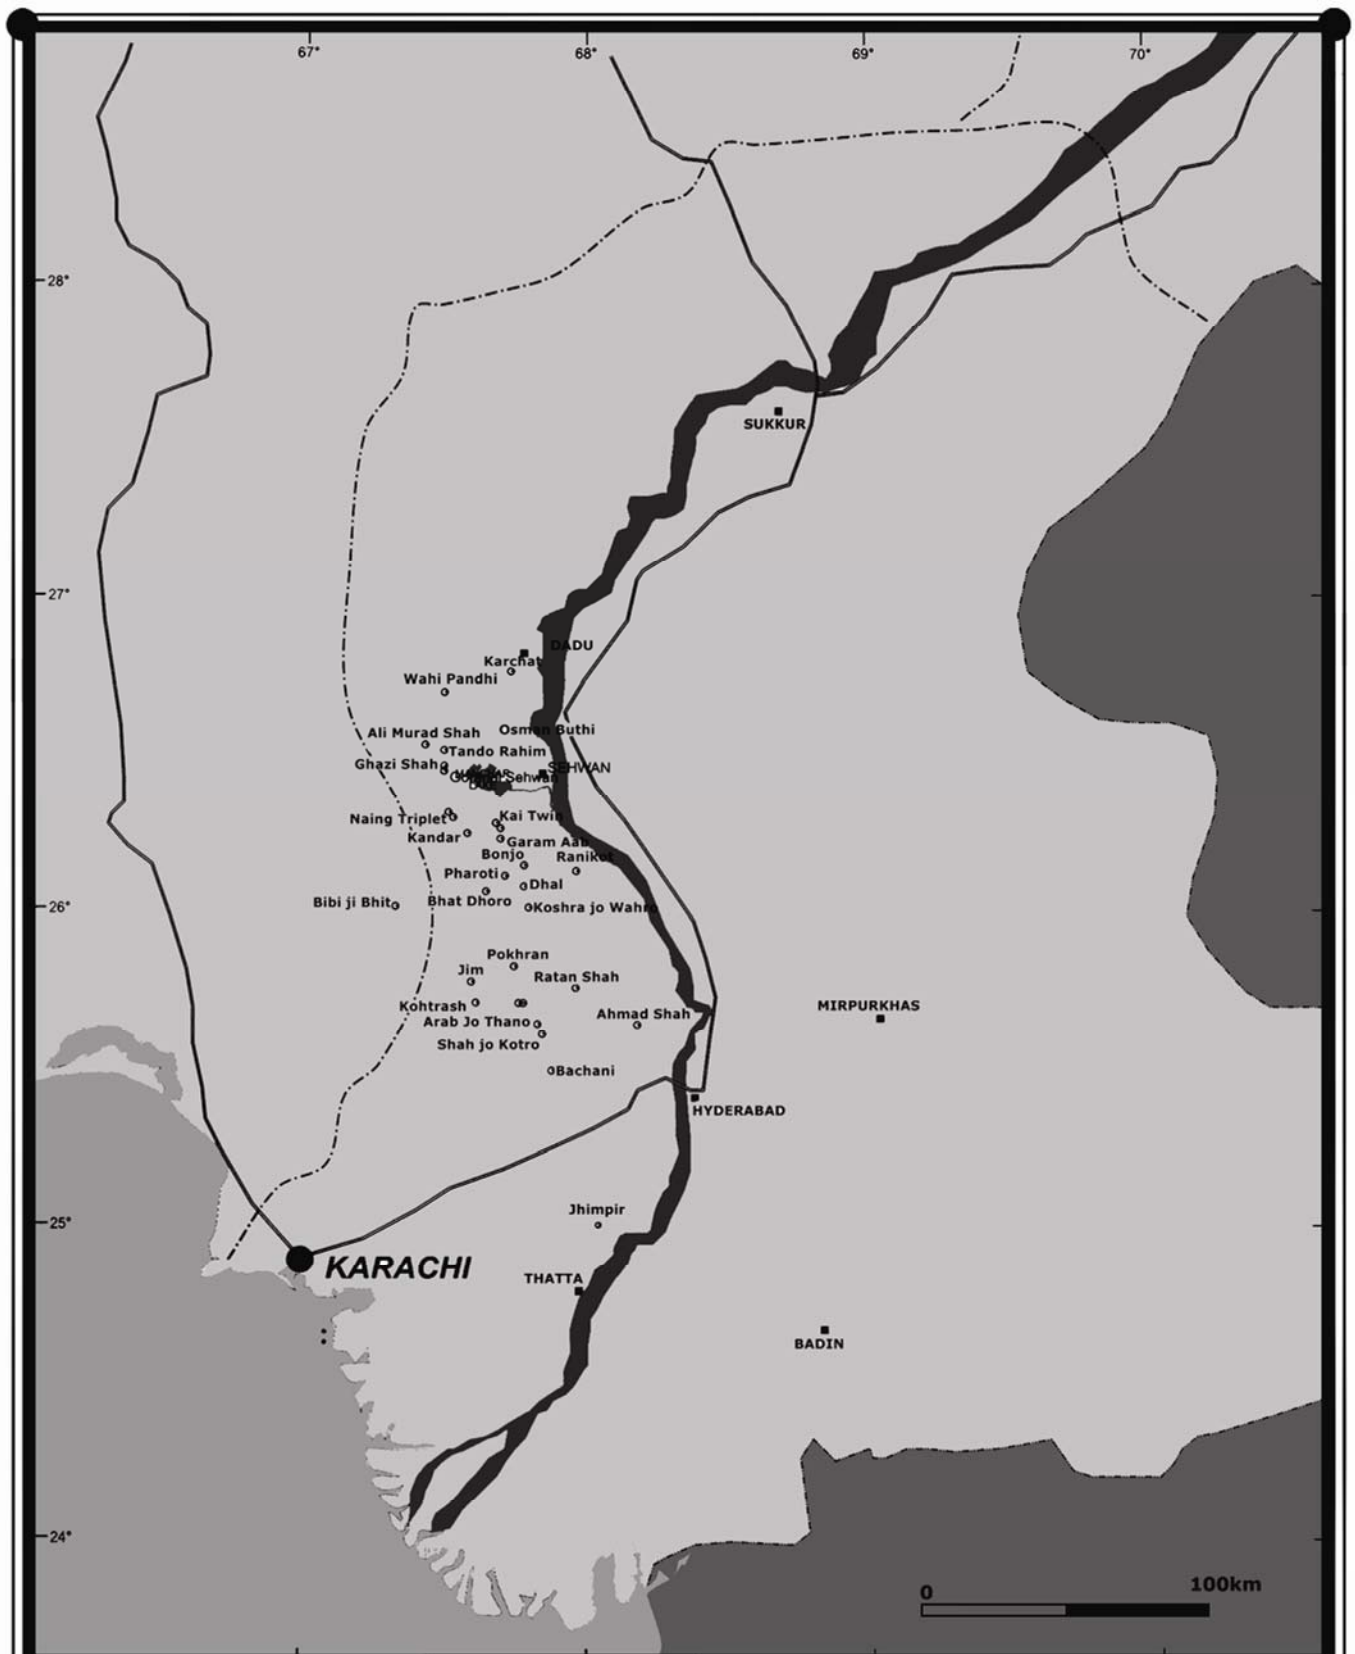 67°
68°
69°
70°
28°
SUKKUR
27°
DADU
Karchat
Wahi Pandhi
Osman Buthi
Ali Murad Shah
Tando Rahim
Ghazi Shah
SEHWAN
Sehwan
Naing Triplet
Kai Twin
Kandar
Garam Aab
Bonjo
Ranikot
Pharoti
Dhal
Bibi ji Bhit
Bhat Dhoro
Koshra jo Wahro
26°
Pokhran
Jim
Ratan Shah
Kohtrash
Ahmad Shah
MIRPURKHAS
Arab Jo Thano
Shah jo Kotro
Bachani
HYDERABAD
Jhimpir
25°
KARACHI
THATTA
BADIN
24°
0
100km